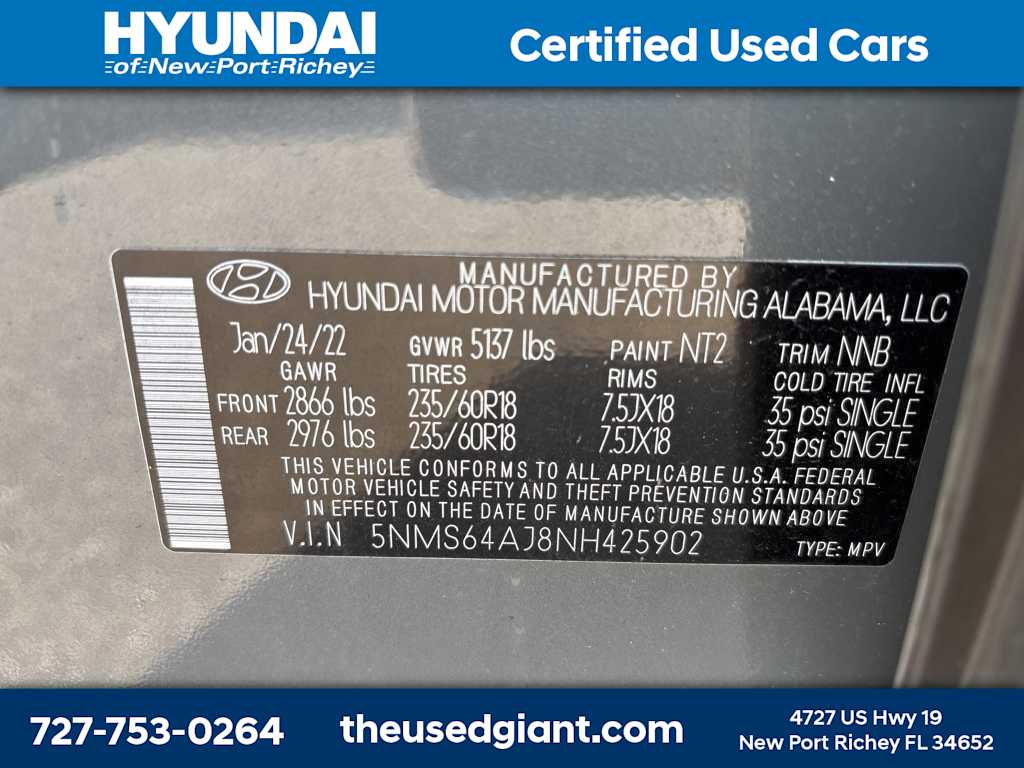 HYUNDAI
of New Port Richey
Certified Used Cars
MANUFACTURED BY
HYUNDAI MOTOR MANUFACTURING ALABAMA, LLC
Jan/24/22 GVWR 5137 lbs PAINT NT2 TRIM NNB
GAWR TIRES RIMS COLD TIRE INFL
FRONT 2866 lbs 235/60R18 7.5JX18 35 psi SINGLE
REAR 2976 lbs 235/60R18 7.5JX18 35 psi SINGLE
THIS VEHICLE CONFORMS TO ALL APPLICABLE U.S.A. FEDERAL
MOTOR VEHICLE SAFETY AND THEFT PREVENTION STANDARDS
IN EFFECT ON THE DATE OF MANUFACTURE SHOWN ABOVE
V.I.N 5NMS64AJ8NH425902 TYPE: MPV
727-753-0264
theusedgiant.com
4727 US Hwy 19
New Port Richey FL 34652